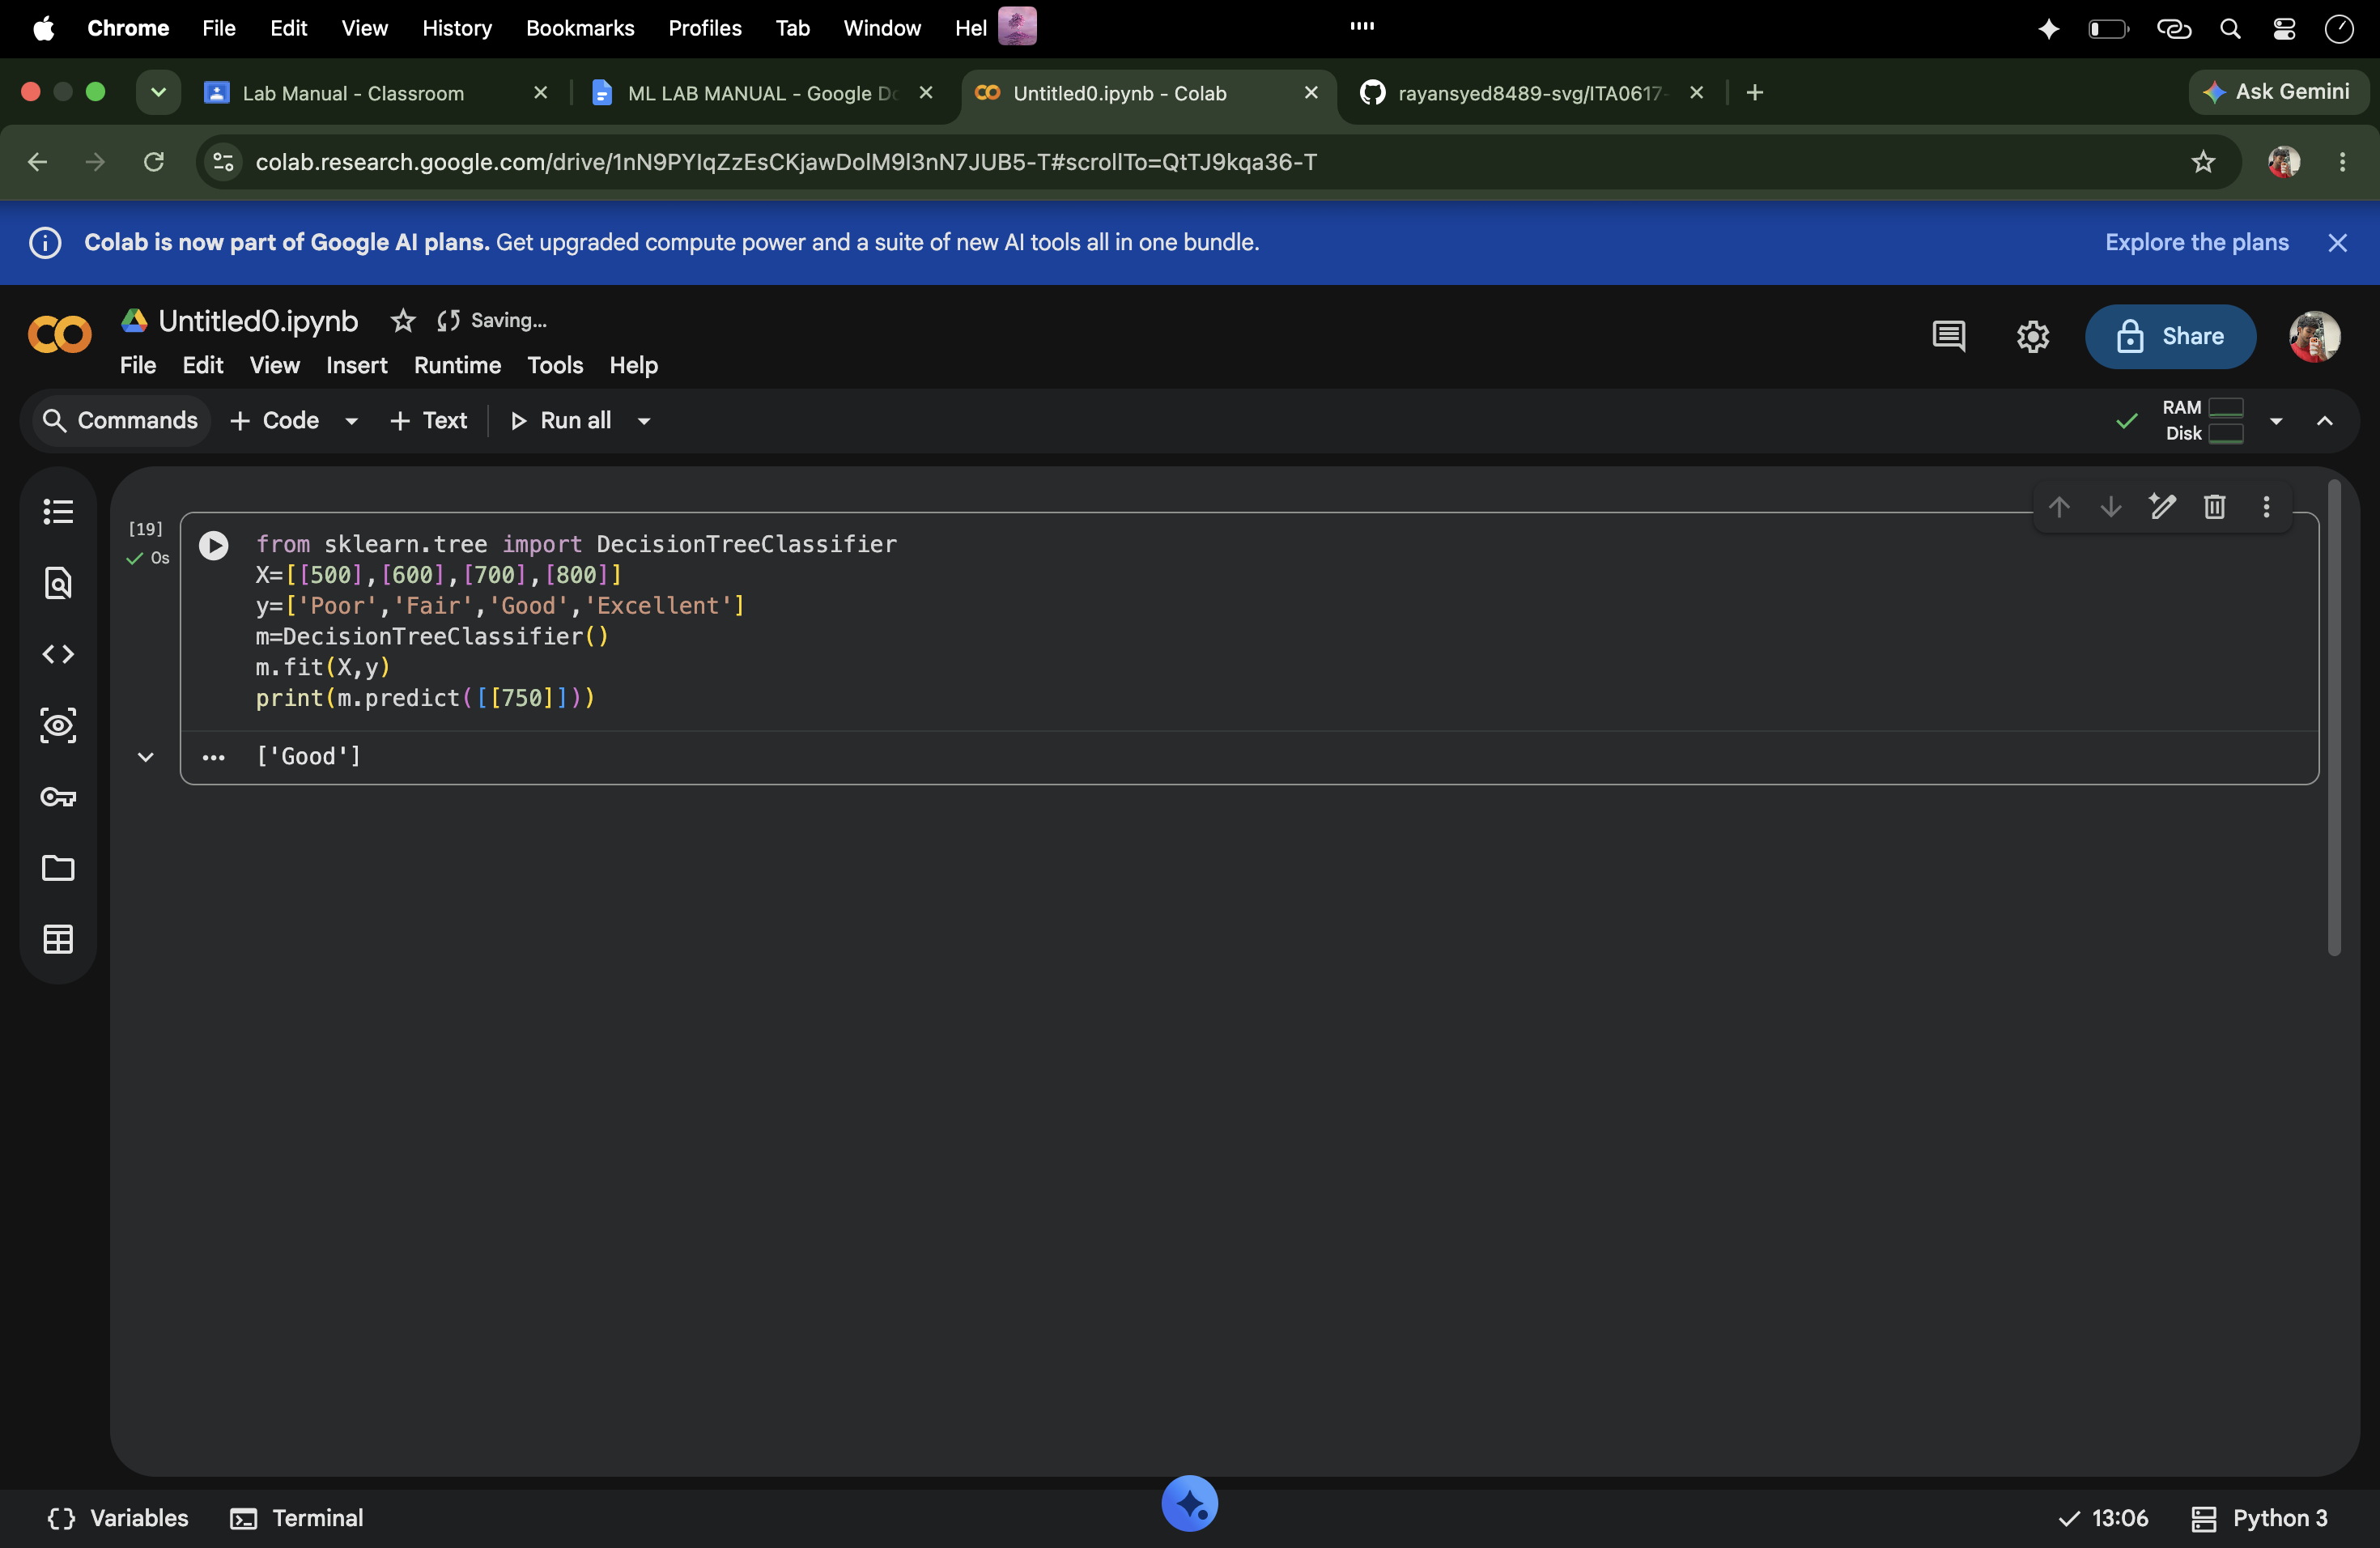 Chrome File Edit View History Bookmarks Profiles Tab Window Hel
Lab Manual - Classroom
ML LAB MANUAL - Google Do
Untitled0.ipynb - Colab
rayansyed8489-svg/ITA0617-
Ask Gemini
colab.research.google.com/drive/1nN9PYIqZzEsCKjawDolM9l3nN7JUB5-T#scrollTo=QtTJ9kqa36-T
Colab is now part of Google AI plans. Get upgraded compute power and a suite of new AI tools all in one bundle.
Explore the plans
Untitled0.ipynb
Saving...
File Edit View Insert Runtime Tools Help
Share
Commands + Code + Text Run all
RAM
Disk
[19]
0s
from sklearn.tree import DecisionTreeClassifier
X=[[500],[600],[700],[800]]
y=['Poor','Fair','Good','Excellent']
m=DecisionTreeClassifier()
m.fit(X,y)
print(m.predict([[750]]))
['Good']
Variables
Terminal
13:06
Python 3